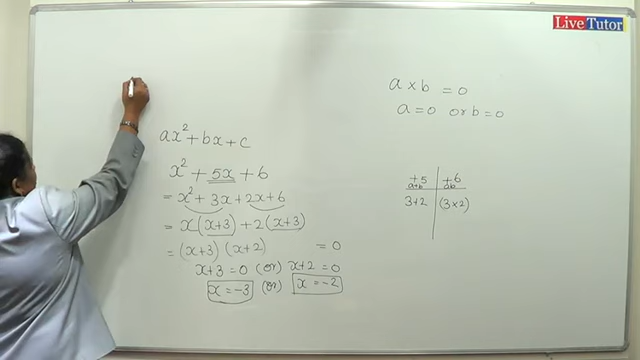 Live Tutor
a × b = 0
a = 0 or b = 0
ax² + bx + c
x² + 5x + 6
= x² + 3x + 2x + 6
= x (x+3) + 2 (x+3)
= (x+3) (x+2) = 0
x+3 = 0 (or) x+2 = 0
x = -3 (or) x = -2
+5 +6
a+b ab
3+2 (3×2)